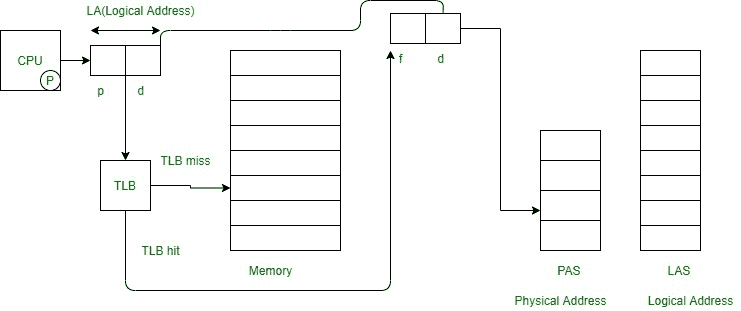 LA(Logical Address)
CPU
P
p d
f d
TLB miss
TLB
TLB hit
Memory
PAS
LAS
Physical Address
Logical Address